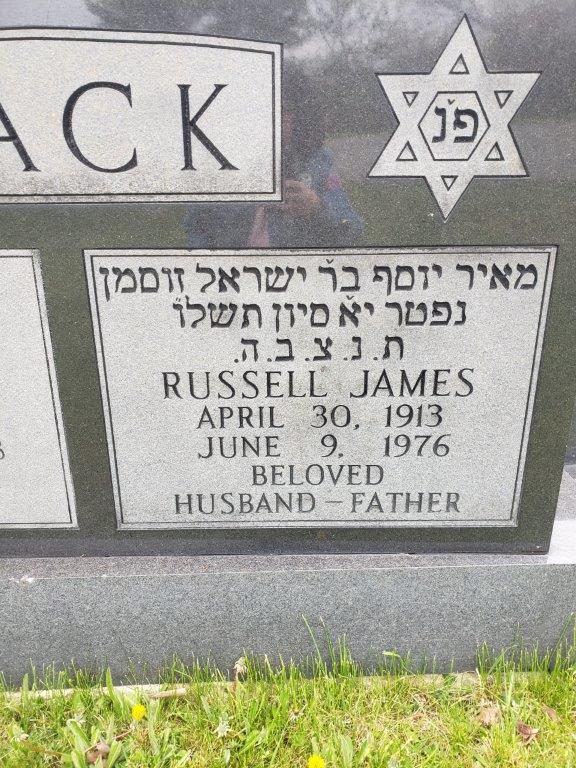 ACK
פ״נ
מאיר יוסף בר׳ ישראל זוסמן
נפטר י״א סיון תשל״ו
ת. נ. צ. ב. ה.
RUSSELL JAMES
APRIL 30, 1913
JUNE 9, 1976
BELOVED
HUSBAND – FATHER